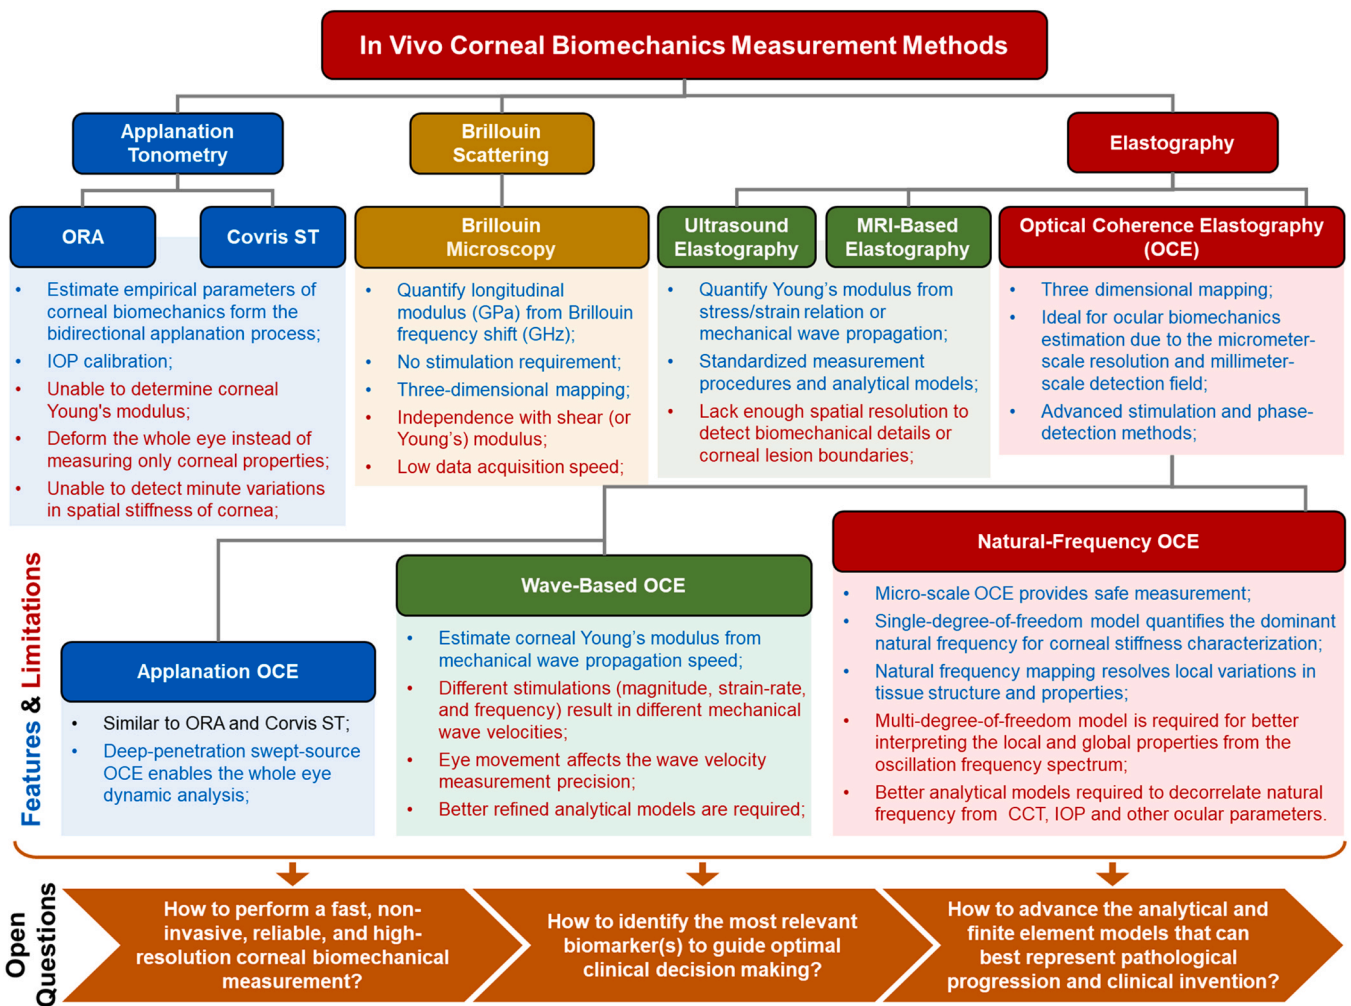 In Vivo Corneal Biomechanics Measurement Methods
Applanation
Tonometry
Brillouin
Scattering
Elastography
ORA
Covris ST
Brillouin
Microscopy
Ultrasound
Elastography
MRI-Based
Elastography
Optical Coherence Elastography
(OCE)
• Estimate empirical parameters of
corneal biomechanics form the
bidirectional applanation process;
• IOP calibration;
• Unable to determine corneal
Young's modulus;
• Deform the whole eye instead of
measuring only corneal properties;
• Unable to detect minute variations
in spatial stiffness of cornea;
• Quantify longitudinal
modulus (GPa) from Brillouin
frequency shift (GHz);
• No stimulation requirement;
• Three-dimensional mapping;
• Independence with shear (or
Young's) modulus;
• Low data acquisition speed;
• Quantify Young's modulus from
stress/strain relation or
mechanical wave propagation;
• Standardized measurement
procedures and analytical models;
• Lack enough spatial resolution to
detect biomechanical details or
corneal lesion boundaries;
• Three dimensional mapping;
• Ideal for ocular biomechanics
estimation due to the micrometer-
scale resolution and millimeter-
scale detection field;
• Advanced stimulation and phase-
detection methods;
Features & Limitations
Applanation OCE
• Similar to ORA and Corvis ST;
• Deep-penetration swept-source
OCE enables the whole eye
dynamic analysis;
Wave-Based OCE
• Estimate corneal Young's modulus from
mechanical wave propagation speed;
• Different stimulations (magnitude, strain-rate,
and frequency) result in different mechanical
wave velocities;
• Eye movement affects the wave velocity
measurement precision;
• Better refined analytical models are required;
Natural-Frequency OCE
• Micro-scale OCE provides safe measurement;
• Single-degree-of-freedom model quantifies the dominant
natural frequency for corneal stiffness characterization;
• Natural frequency mapping resolves local variations in
tissue structure and properties;
• Multi-degree-of-freedom model is required for better
interpreting the local and global properties from the
oscillation frequency spectrum;
• Better analytical models required to decorrelate natural
frequency from CCT, IOP and other ocular parameters.
Open
Questions
How to perform a fast, non-
invasive, reliable, and high-
resolution corneal biomechanical
measurement?
How to identify the most relevant
biomarker(s) to guide optimal
clinical decision making?
How to advance the analytical and
finite element models that can
best represent pathological
progression and clinical invention?